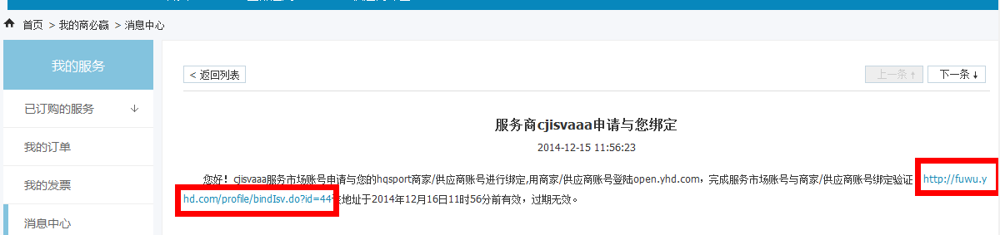 首页 > 我的商必赢 > 消息中心
我的服务
< 返回列表
上一条↑
下一条↓
已订购的服务 ↓
服务商cjisvaaa申请与您绑定
我的订单
2014-12-15 11:56:23
我的发票
您好！cjisvaaa服务市场账号申请与您的hqsport商家/供应商账号进行绑定,用商家/供应商账号登陆open.yhd.com，完成服务市场账号与商家/供应商账号绑定验证 http://fuwu.y
hd.com/profile/bindIsv.do?id=44 地址于2014年12月16日11时56分前有效，过期无效。
消息中心